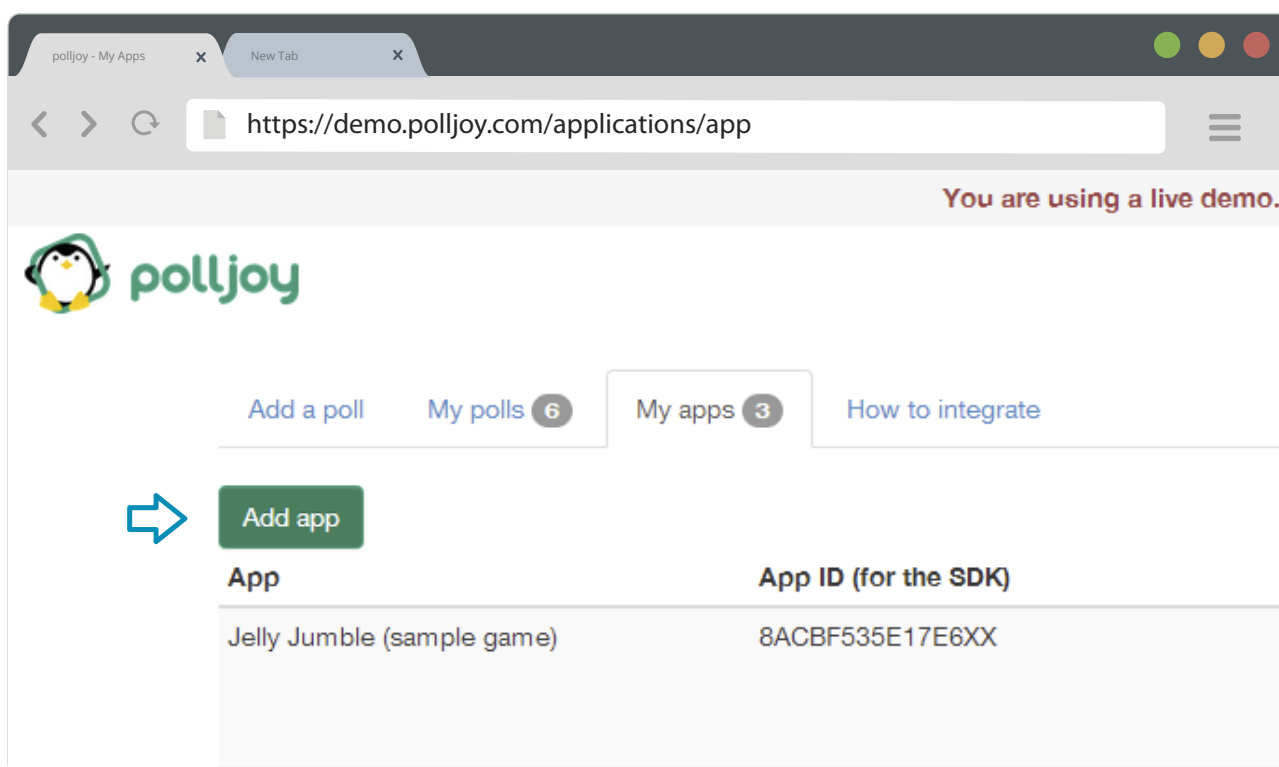 polljoy - My Apps x New Tab x
https://demo.polljoy.com/applications/app
You are using a live demo.
polljoy
Add a poll My polls 6 My apps 3 How to integrate
Add app
App App ID (for the SDK)
Jelly Jumble (sample game) 8ACBF535E17E6XX